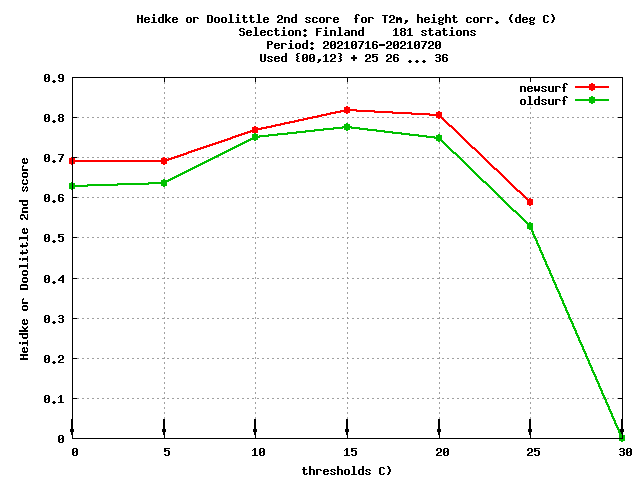 Heidke or Doolittle 2nd score  for T2m, height corr. (deg C)
Selection: Finland    181 stations
Period: 20210716-20210720
Used {00,12} + 25 26 ... 36
newsurf
oldsurf
Heidke or Doolittle 2nd score
0.9
0.8
0.7
0.6
0.5
0.4
0.3
0.2
0.1
0
0 5 10 15 20 25 30
thresholds C)